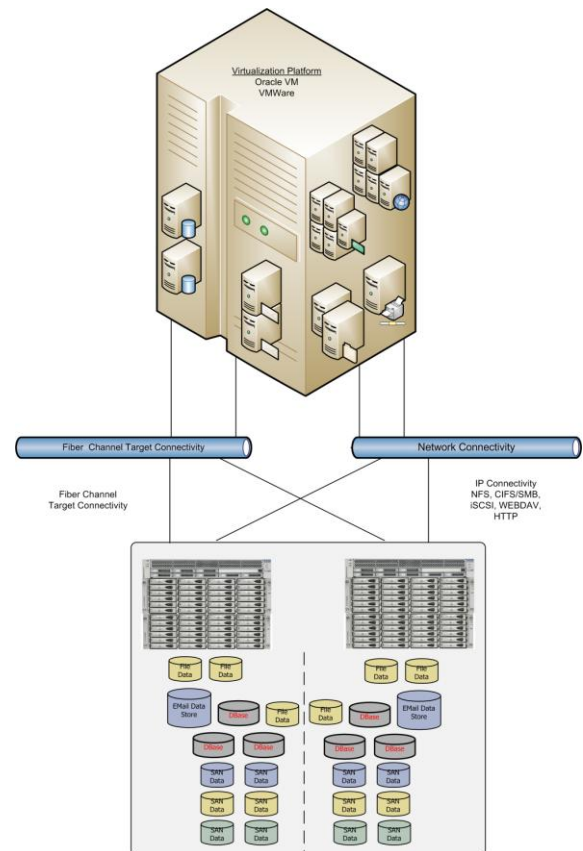 Virtualization Platform
Oracle VM
VMWare
Fiber Channel Target Connectivity
Network Connectivity
Fiber Channel
Target Connectivity
IP Connectivity
NFS, CIFS/SMB,
iSCSI, WEBDAV,
HTTP
File
Data
File
Data
File
Data
File
Data
EMail Data
Store
DBase
File
Data
File
Data
DBase
EMail Data
Store
DBase
DBase
DBase
DBase
SAN
Data
SAN
Data
SAN
Data
SAN
Data
SAN
Data
SAN
Data
SAN
Data
SAN
Data
SAN
Data
SAN
Data
SAN
Data
SAN
Data